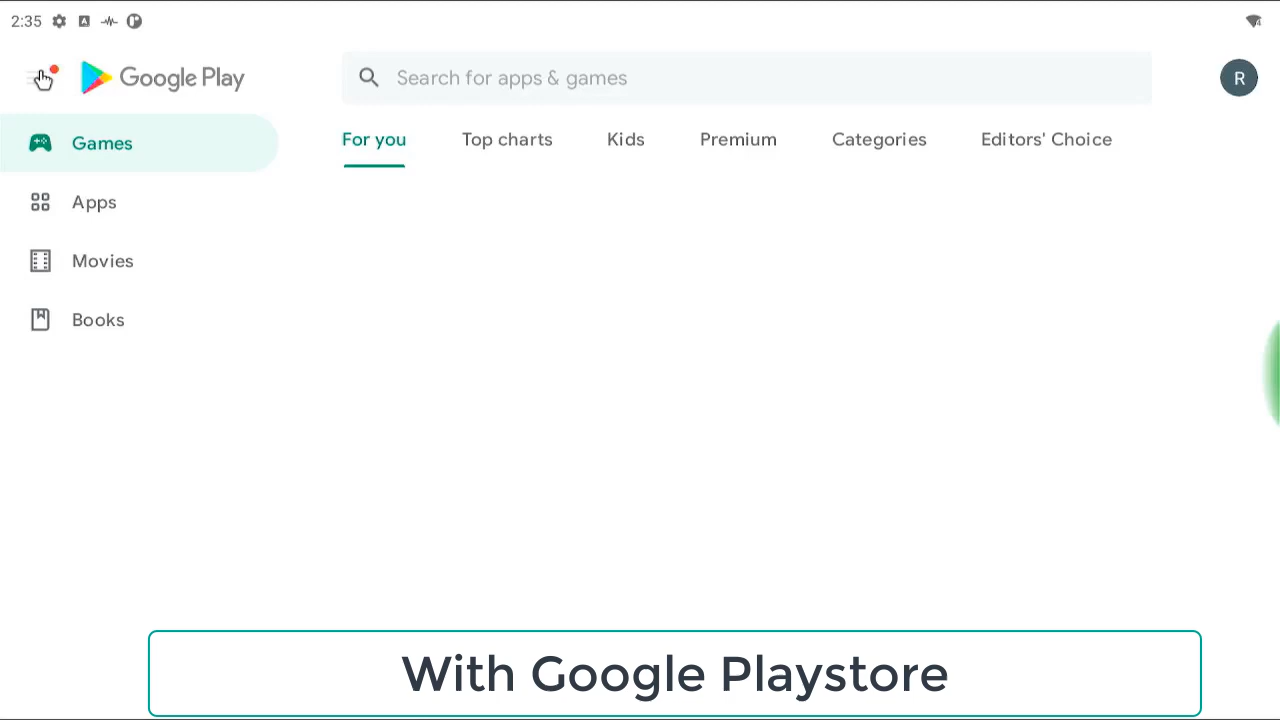 2:35
Google Play
Search for apps & games
R
Games
For you
Top charts
Kids
Premium
Categories
Editors' Choice
Apps
Movies
Books
With Google Playstore